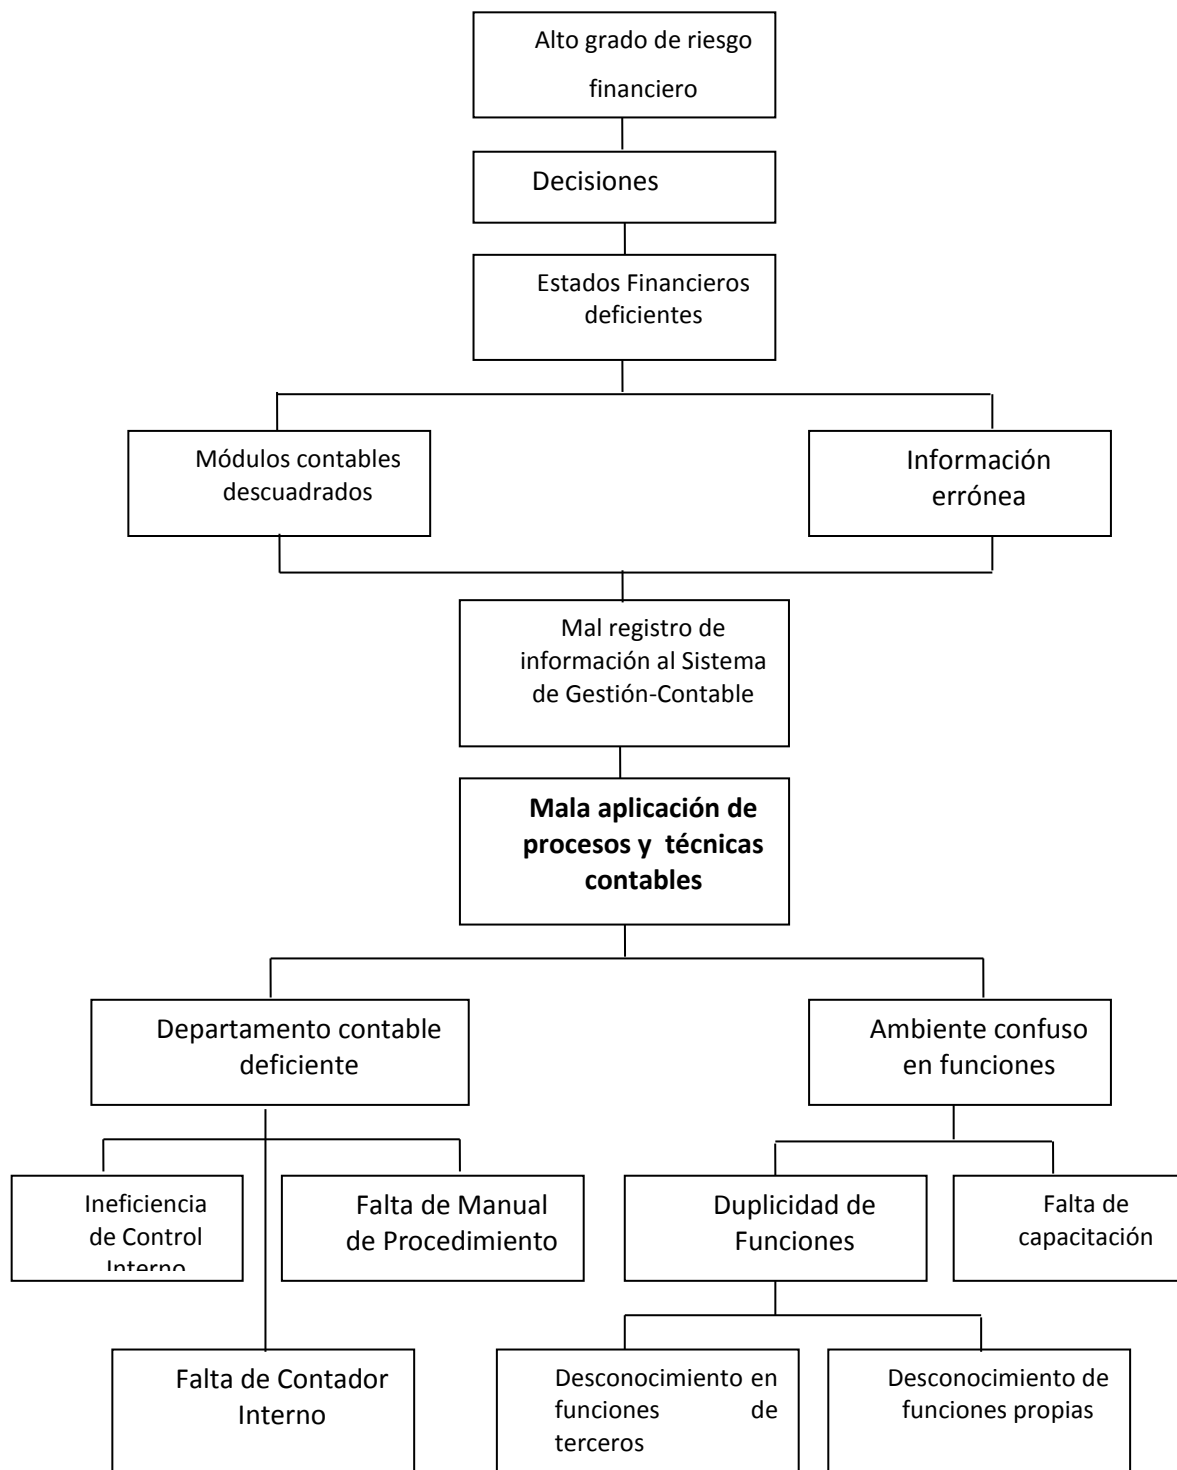 Alto grado de riesgo
financiero
Decisiones
Estados Financieros
deficientes
Módulos contables
descuadrados
Información
errónea
Mal registro de
información al Sistema
de Gestión-Contable
Mala aplicación de
procesos y técnicas
contables
Departamento contable
deficiente
Ambiente confuso
en funciones
Ineficiencia
de Control
Interno
Falta de Manual
de Procedimiento
Duplicidad de
Funciones
Falta de
capacitación
Falta de Contador
Interno
Desconocimiento en
funciones de
terceros
Desconocimiento de
funciones propias